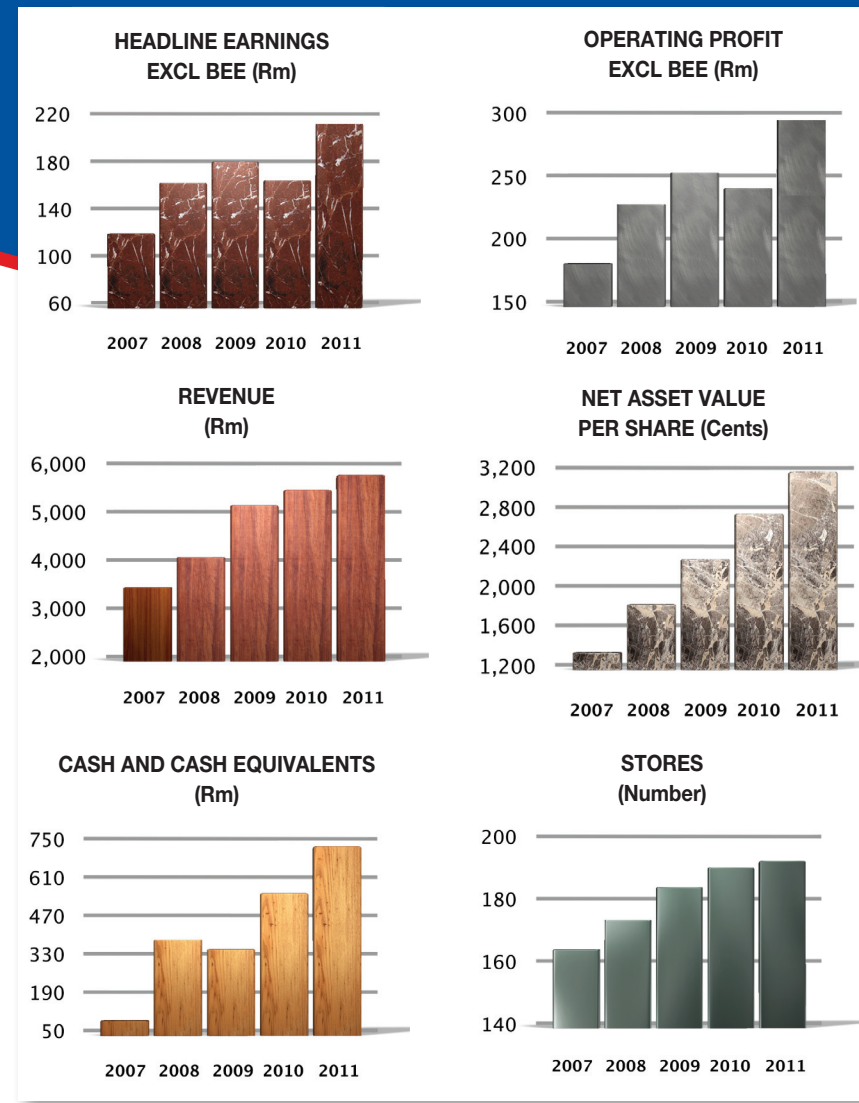 HEADLINE EARNINGS
EXCL BEE (Rm)
220
180
140
100
60
2007 2008 2009 2010 2011
OPERATING PROFIT
EXCL BEE (Rm)
300
250
200
150
2007 2008 2009 2010 2011
REVENUE
(Rm)
6,000
5,000
4,000
3,000
2,000
2007 2008 2009 2010 2011
NET ASSET VALUE
PER SHARE (Cents)
3,200
2,800
2,400
2,000
1,600
1,200
2007 2008 2009 2010 2011
CASH AND CASH EQUIVALENTS
(Rm)
750
610
470
330
190
50
2007 2008 2009 2010 2011
STORES
(Number)
200
180
160
140
2007 2008 2009 2010 2011